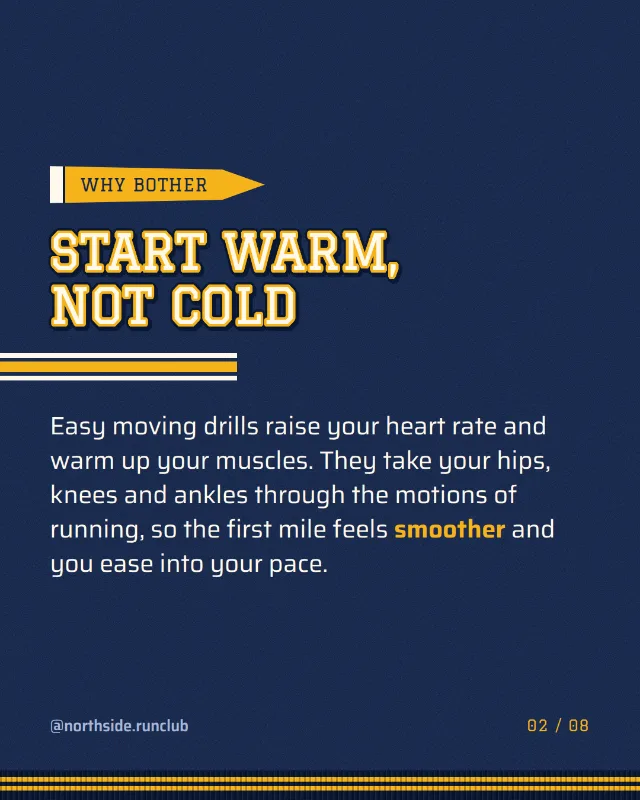 WHY BOTHER
START WARM,
NOT COLD
Easy moving drills raise your heart rate and
warm up your muscles. They take your hips,
knees and ankles through the motions of
running, so the first mile feels smoother and
you ease into your pace.
@northside.runclub
02 / 08